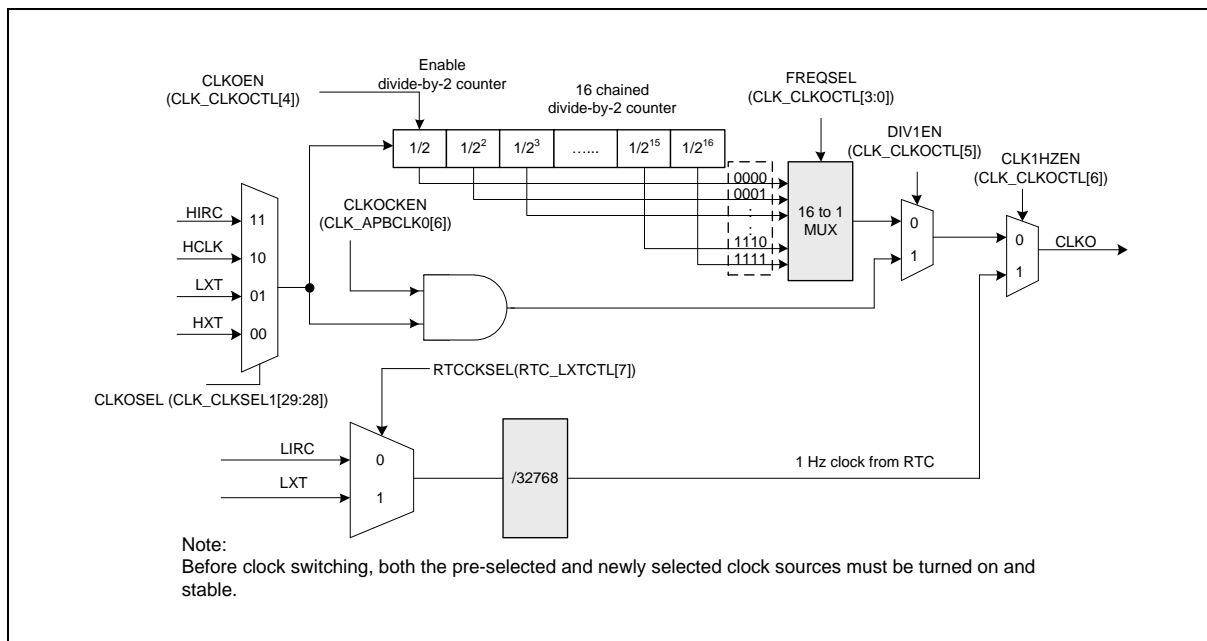 Enable
divide-by-2 counter
CLKOEN
(CLK_CLKOCTL[4])
16 chained
divide-by-2 counter
FREQSEL
(CLK_CLKOCTL[3:0])
DIV1EN
(CLK_CLKOCTL[5])
CLK1HZEN
(CLK_CLKOCTL[6])
1/2
1/2²
1/2³
…...
1/2¹⁵
1/2¹⁶
0000
0001
:
:
1110
1111
16 to 1
MUX
0
1
0
1
CLKO
CLKOCKEN
(CLK_APBCLK0[6])
HIRC
11
HCLK
10
LXT
01
HXT
00
CLKOSEL (CLK_CLKSEL1[29:28])
RTCCKSEL(RTC_LXTCTL[7])
LIRC
0
LXT
1
/32768
1 Hz clock from RTC
Note:
Before clock switching, both the pre-selected and newly selected clock sources must be turned on and
stable.